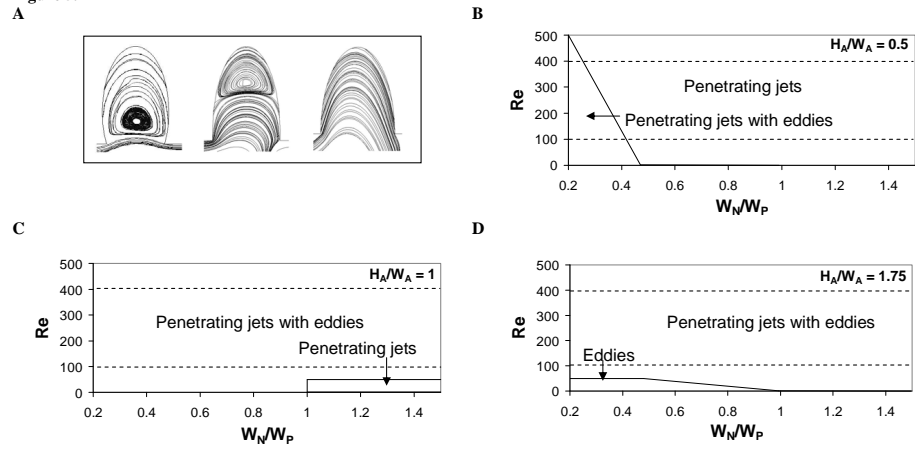 A
B
500
400
300
200
100
0
Re
H_A/W_A = 0.5
Penetrating jets
Penetrating jets with eddies
0.2 0.4 0.6 0.8 1 1.2 1.4
W_N/W_P
C
500
400
300
200
100
0
Re
H_A/W_A = 1
Penetrating jets with eddies
Penetrating jets
0.2 0.4 0.6 0.8 1 1.2 1.4
W_N/W_P
D
500
400
300
200
100
0
Re
H_A/W_A = 1.75
Penetrating jets with eddies
Eddies
0.2 0.4 0.6 0.8 1 1.2 1.4
W_N/W_P